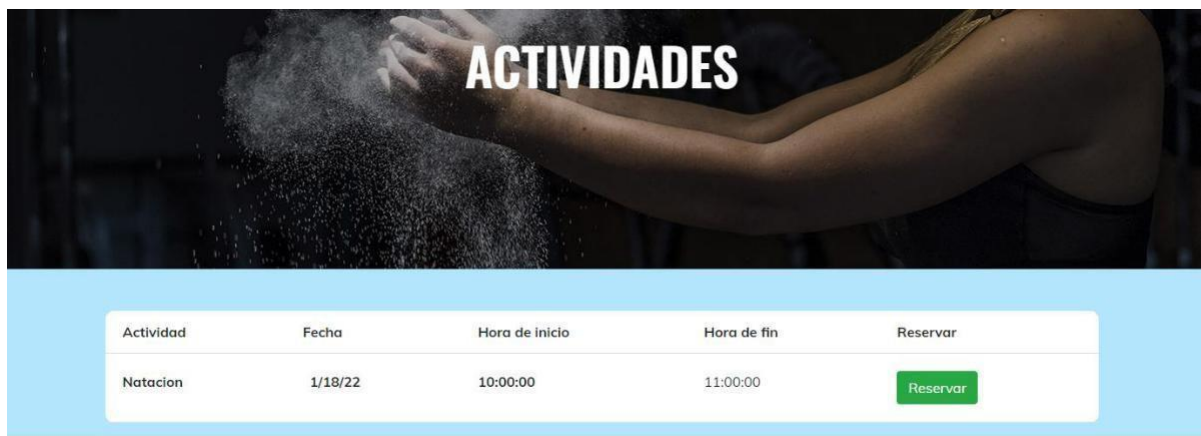 ACTIVIDADES
Actividad Fecha Hora de inicio Hora de fin Reservar
Natacion 1/18/22 10:00:00 11:00:00 Reservar